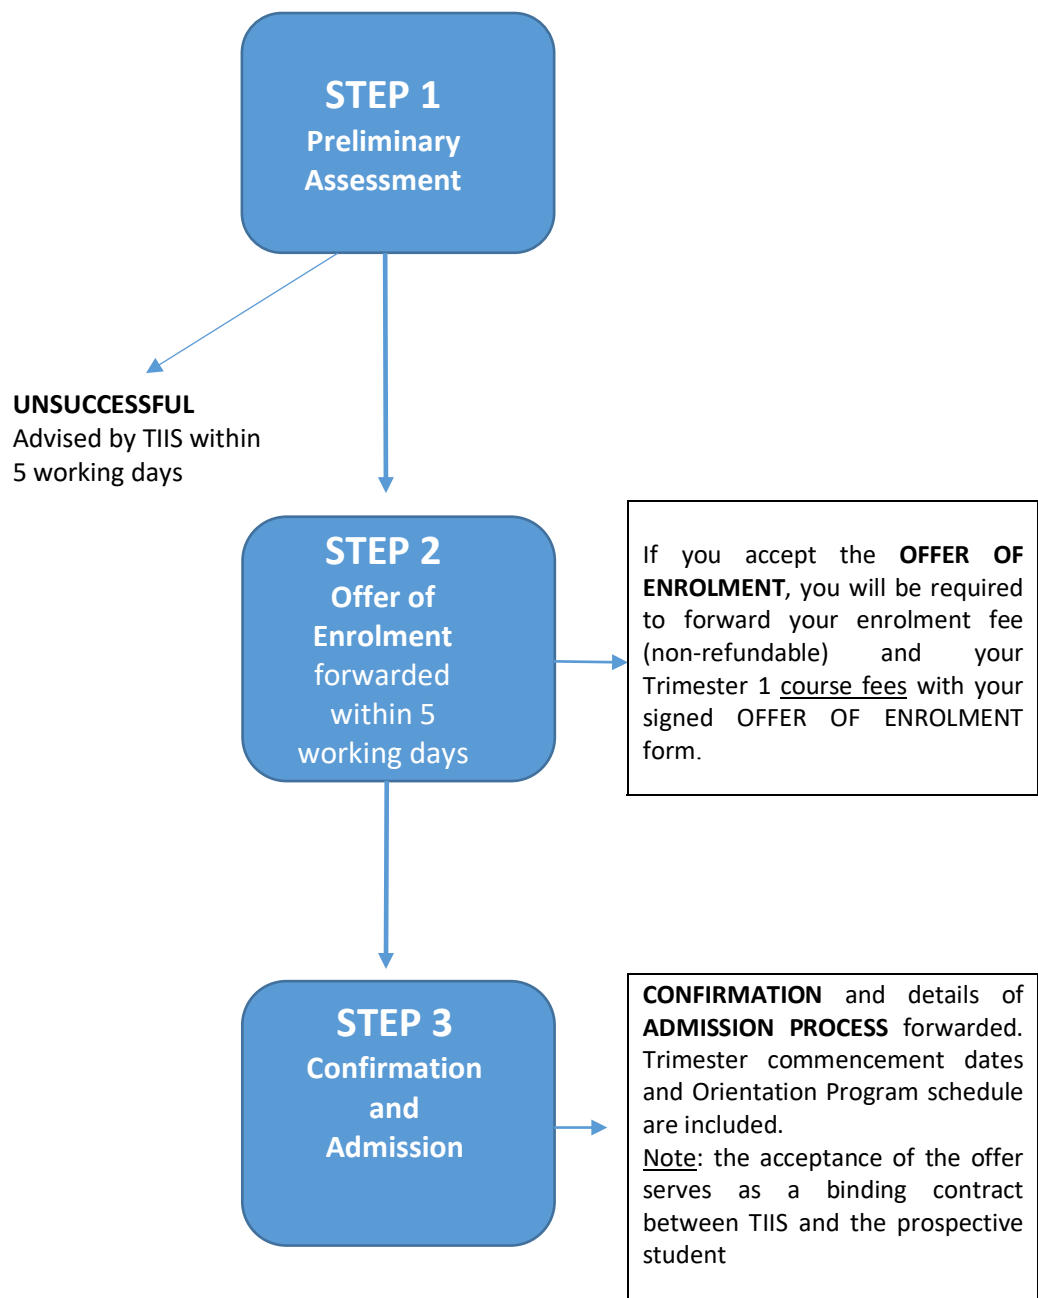 STEP 1
Preliminary
Assessment
UNSUCCESSFUL
Advised by TIIS within
5 working days
STEP 2
Offer of
Enrolment
forwarded
within 5
working days
If you accept the OFFER OF
ENROLMENT, you will be required
to forward your enrolment fee
(non-refundable) and your
Trimester 1 course fees with your
signed OFFER OF ENROLMENT
form.
STEP 3
Confirmation
and
Admission
CONFIRMATION and details of
ADMISSION PROCESS forwarded.
Trimester commencement dates
and Orientation Program schedule
are included.
Note: the acceptance of the offer
serves as a binding contract
between TIIS and the prospective
student